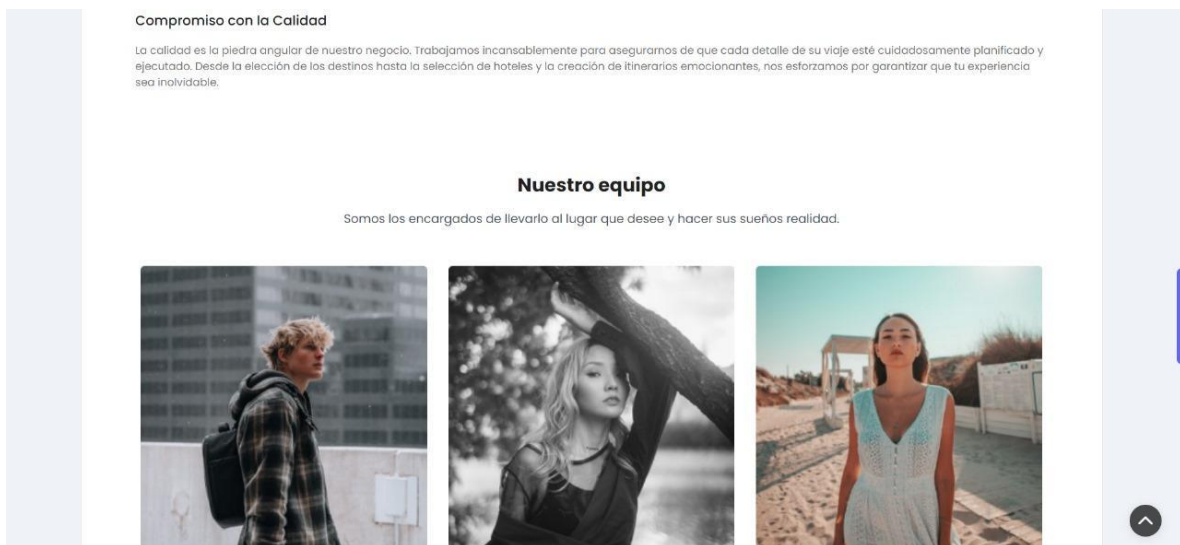 Compromiso con la Calidad
La calidad es la piedra angular de nuestro negocio. Trabajamos incansablemente para asegurarnos de que cada detalle de su viaje esté cuidadosamente planificado y
ejecutado. Desde la elección de los destinos hasta la selección de hoteles y la creación de itinerarios emocionantes, nos esforzamos por garantizar que tu experiencia
sea inolvidable.
Nuestro equipo
Somos los encargados de llevarlo al lugar que desee y hacer sus sueños realidad.